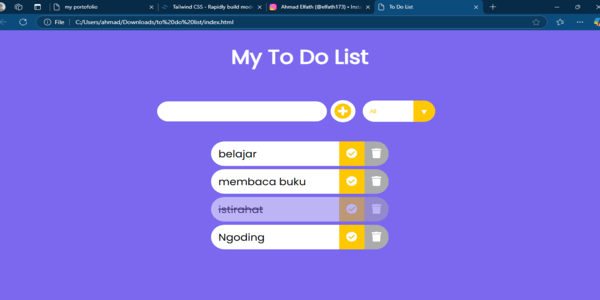 my portofolio
Tailwind CSS - Rapidly build mode
Ahmad Elfath (@elfath173) • Inst
To Do List
File
C:/Users/ahmad/Downloads/to%20do%20list/index.html
My To Do List
All
belajar
membaca buku
istirahat
Ngoding